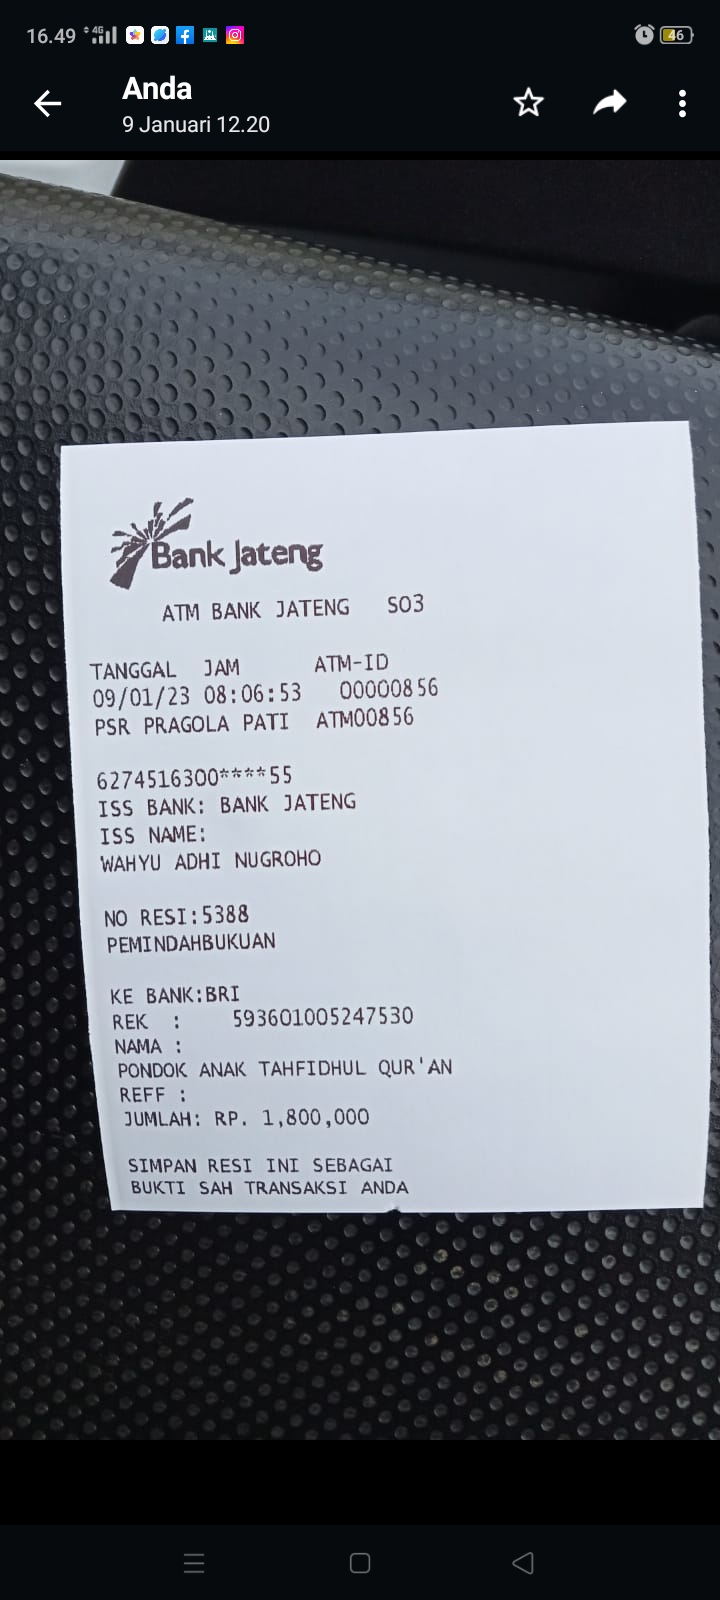 16.49 4G 46
Anda
9 Januari 12.20
Bank Jateng
ATM BANK JATENG SO3
TANGGAL JAM ATM-ID
09/01/23 08:06:53 00000856
PSR PRAGOLA PATI ATM00856
6274516300****55
ISS BANK: BANK JATENG
ISS NAME:
WAHYU ADHI NUGROHO
NO RESI:5388
PEMINDAHBUKUAN
KE BANK:BRI
REK : 593601005247530
NAMA :
PONDOK ANAK TAHFIDHUL QUR'AN
REFF :
JUMLAH: RP. 1,800,000
SIMPAN RESI INI SEBAGAI
BUKTI SAH TRANSAKSI ANDA